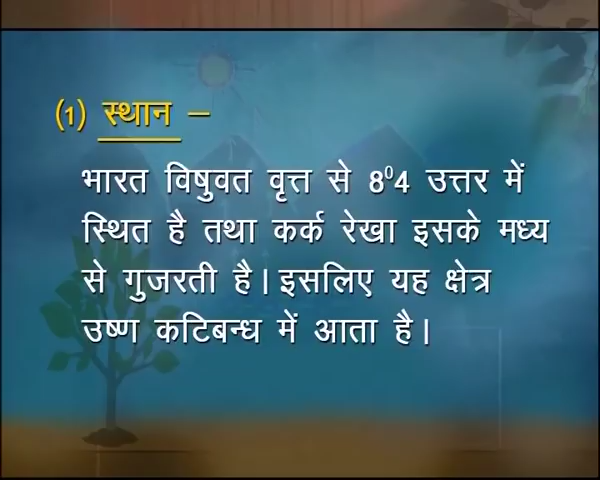 (1) स्थान –
भारत विषुवत वृत्त से 8⁰4 उत्तर में
स्थित है तथा कर्क रेखा इसके मध्य
से गुजरती है। इसलिए यह क्षेत्र
उष्ण कटिबन्ध में आता है।